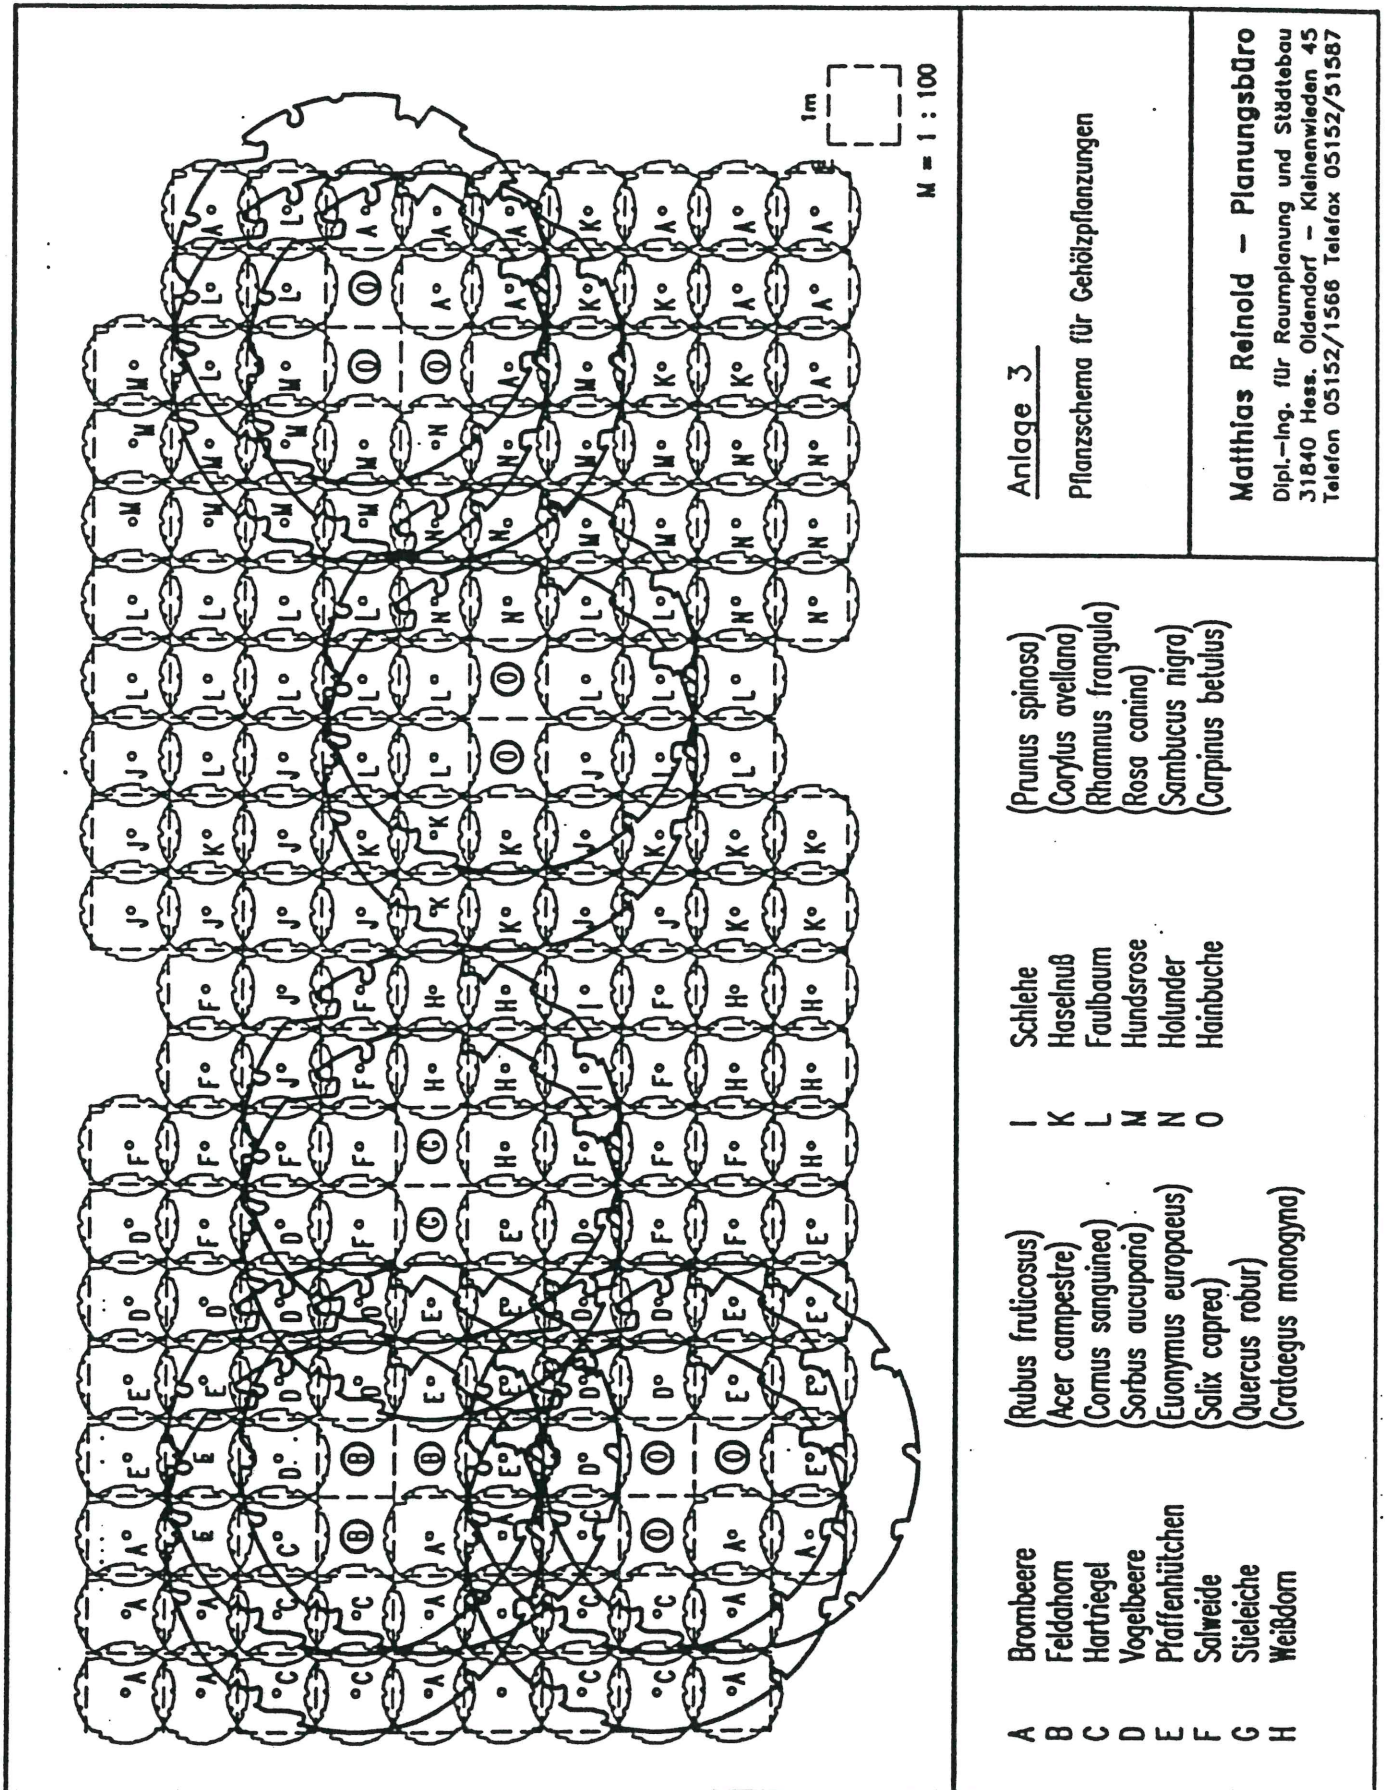 A A A E E D D F J J J L L M M M
A A E E E D F F F F J K L L L M M L L A
C C C D D D D F J J J J J L L M M M L L
C C B B D D F F F F J K L L L M M O O A
A A A B E E G G H H K K L L N N N O A A
A E E E H H H K K O O N N N A A A
C C C D D D D F I I J J J L L M M M K K
C C O O D D F F F F J K L L L M M K K A
A A A O E E F F H H K K L L N N N K A A
A E E E E H H H K K N N N A A A
1m
M = 1 : 100
A Brombeere (Rubus fruticosus)
B Feldahorn (Acer campestre)
C Hartriegel (Cornus sanguinea)
D Vogelbeere (Sorbus aucuparia)
E Pfaffenhütchen (Euonymus europaeus)
F Salweide (Salix caprea)
G Stieleiche (Quercus robur)
H Weißdorn (Crataegus monogyna)
I Schlehe (Prunus spinosa)
K Haselnuß (Corylus avellana)
L Faulbaum (Rhamnus frangula)
M Hundsrose (Rosa canina)
N Holunder (Sambucus nigra)
O Hainbuche (Carpinus betulus)
Anlage 3
Pflanzschema für Gehölzpflanzungen
Matthias Reinold – Planungsbüro
Dipl.–Ing. für Raumplanung und Städtebau
31840 Hess. Oldendorf – Kleinenwieden 45
Telefon 05152/1566 Telefax 05152/51587